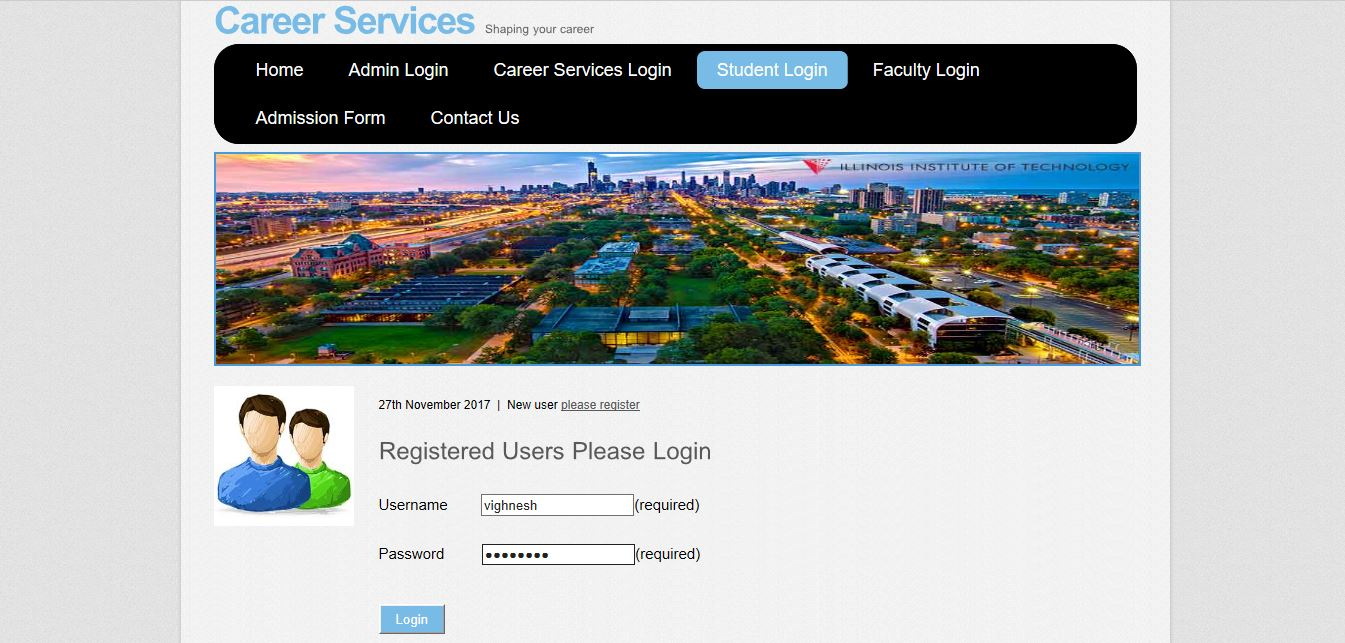 Career Services Shaping your career
Home Admin Login Career Services Login Student Login Faculty Login
Admission Form Contact Us
ILLINOIS INSTITUTE OF TECHNOLOGY
27th November 2017 | New user please register
Registered Users Please Login
Username vighnesh (required)
Password •••••••• (required)
Login